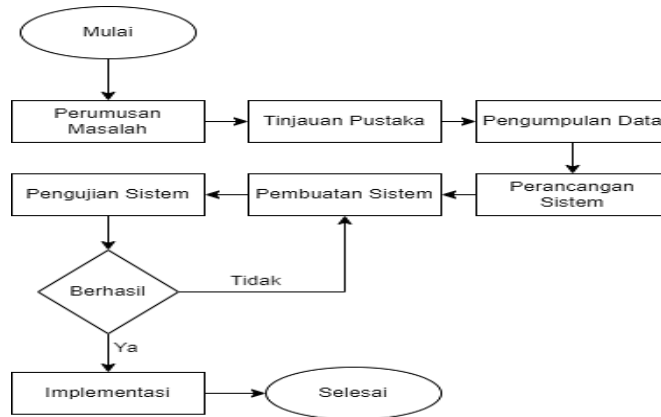 Mulai
Perumusan
Masalah
Tinjauan Pustaka
Pengumpulan Data
Perancangan
Sistem
Pembuatan Sistem
Pengujian Sistem
Berhasil
Tidak
Ya
Implementasi
Selesai